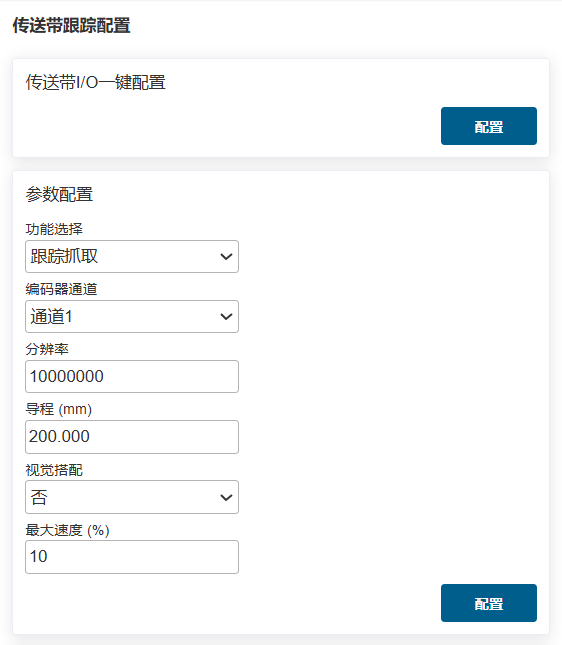 传送带跟踪配置
传送带I/O一键配置
配置
参数配置
功能选择
跟踪抓取
编码器通道
通道1
分辨率
10000000
导程 (mm)
200.000
视觉搭配
否
最大速度 (%)
10
配置